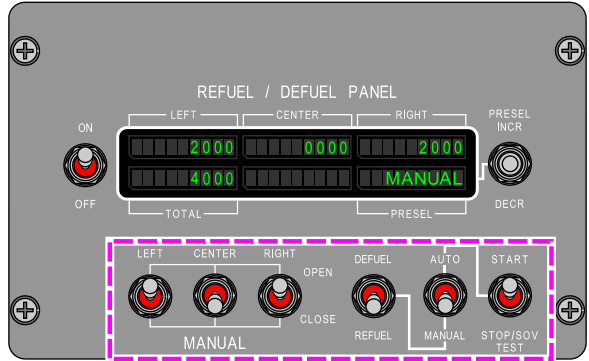 REFUEL / DEFUEL PANEL
LEFT CENTER RIGHT
ON
PRESEL
INCR
2000 0000 2000
4000 MANUAL
OFF
DECR
TOTAL PRESEL
LEFT CENTER RIGHT DEFUEL AUTO START
OPEN
CLOSE
MANUAL
REFUEL MANUAL STOP/SOV
TEST